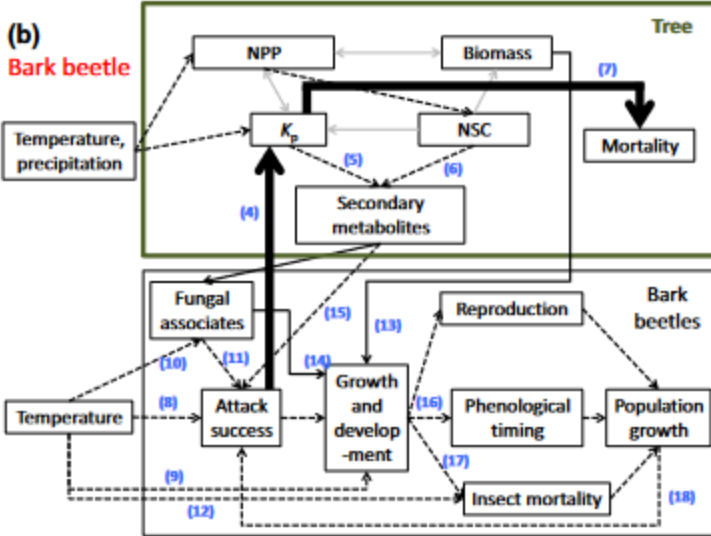 (b)
Bark beetle
Tree
NPP
Biomass
(7)
Temperature,
precipitation
Kp
NSC
Mortality
(5)
(6)
(4)
Secondary
metabolites
Fungal
associates
(15)
(13)
Reproduction
Bark
beetles
(10)
(11)
(14)
Temperature
(8)
Attack
success
Growth
and
develop
-ment
(16)
Phenological
timing
Population
growth
(17)
(9)
(12)
Insect mortality
(18)